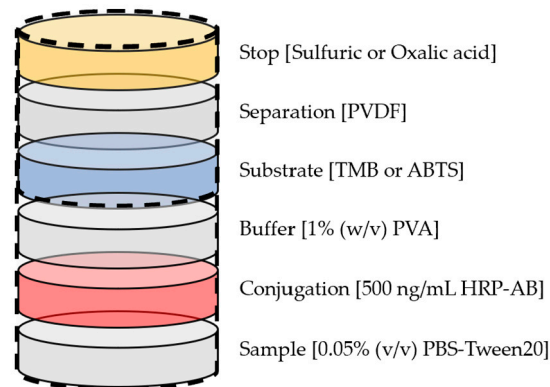 Stop [Sulfuric or Oxalic acid]
Separation [PVDF]
Substrate [TMB or ABTS]
Buffer [1% (w/v) PVA]
Conjugation [500 ng/mL HRP-AB]
Sample [0.05% (v/v) PBS-Tween20]